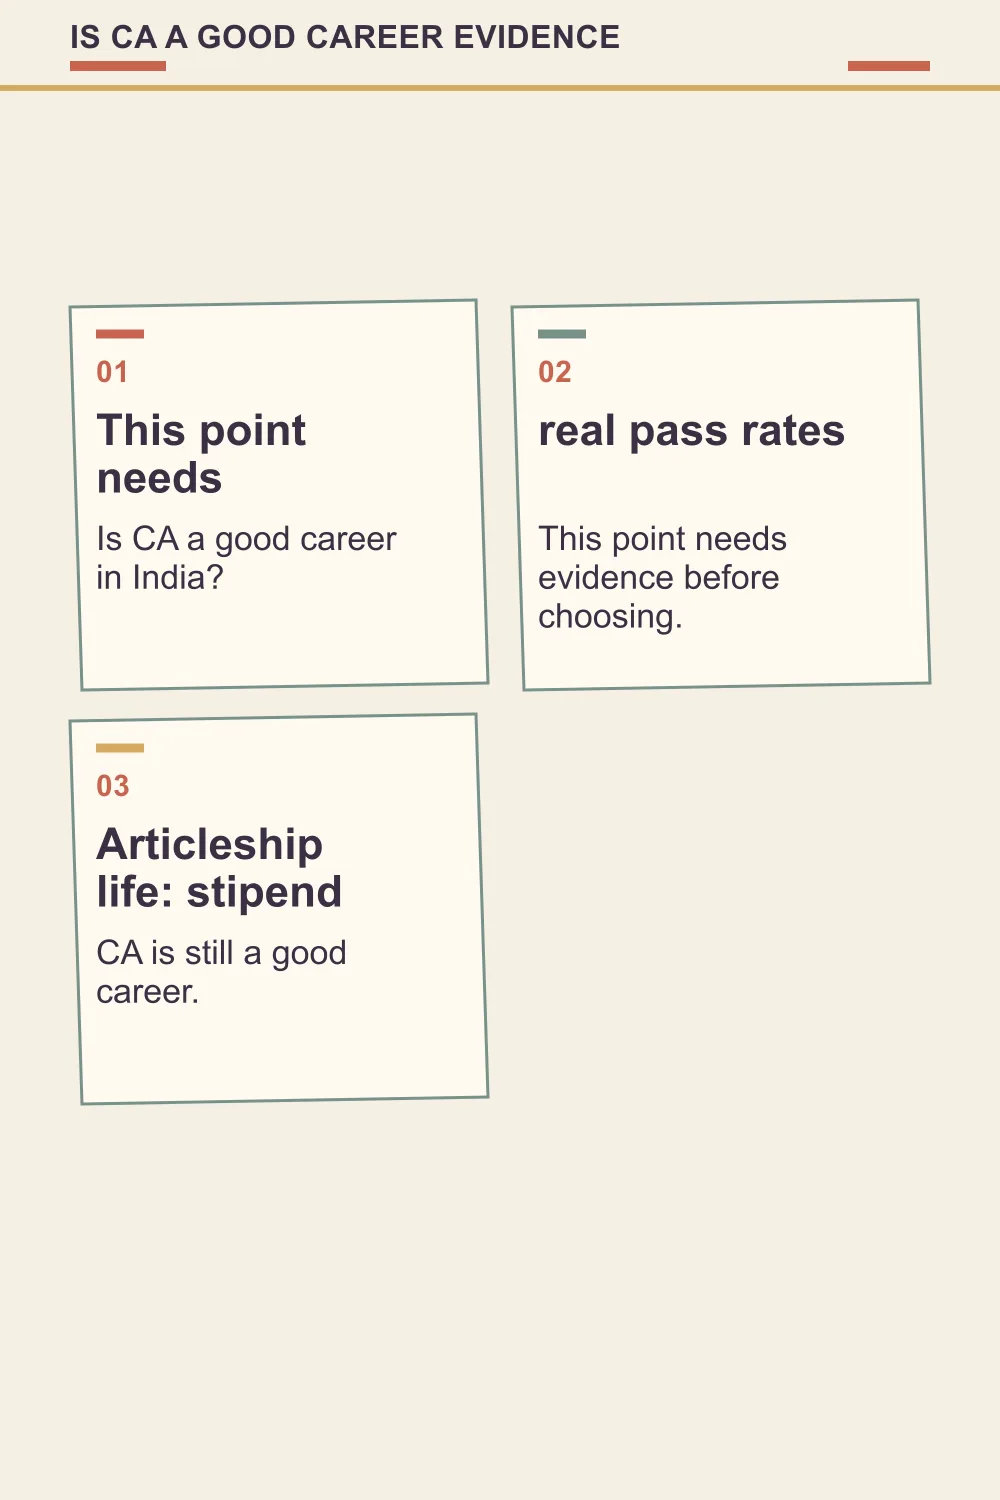 IS CA A GOOD CAREER EVIDENCE
01
This point
needs
Is CA a good career
in India?
02
real pass rates
This point needs
evidence before
choosing.
03
Articleship
life: stipend
CA is still a good
career.